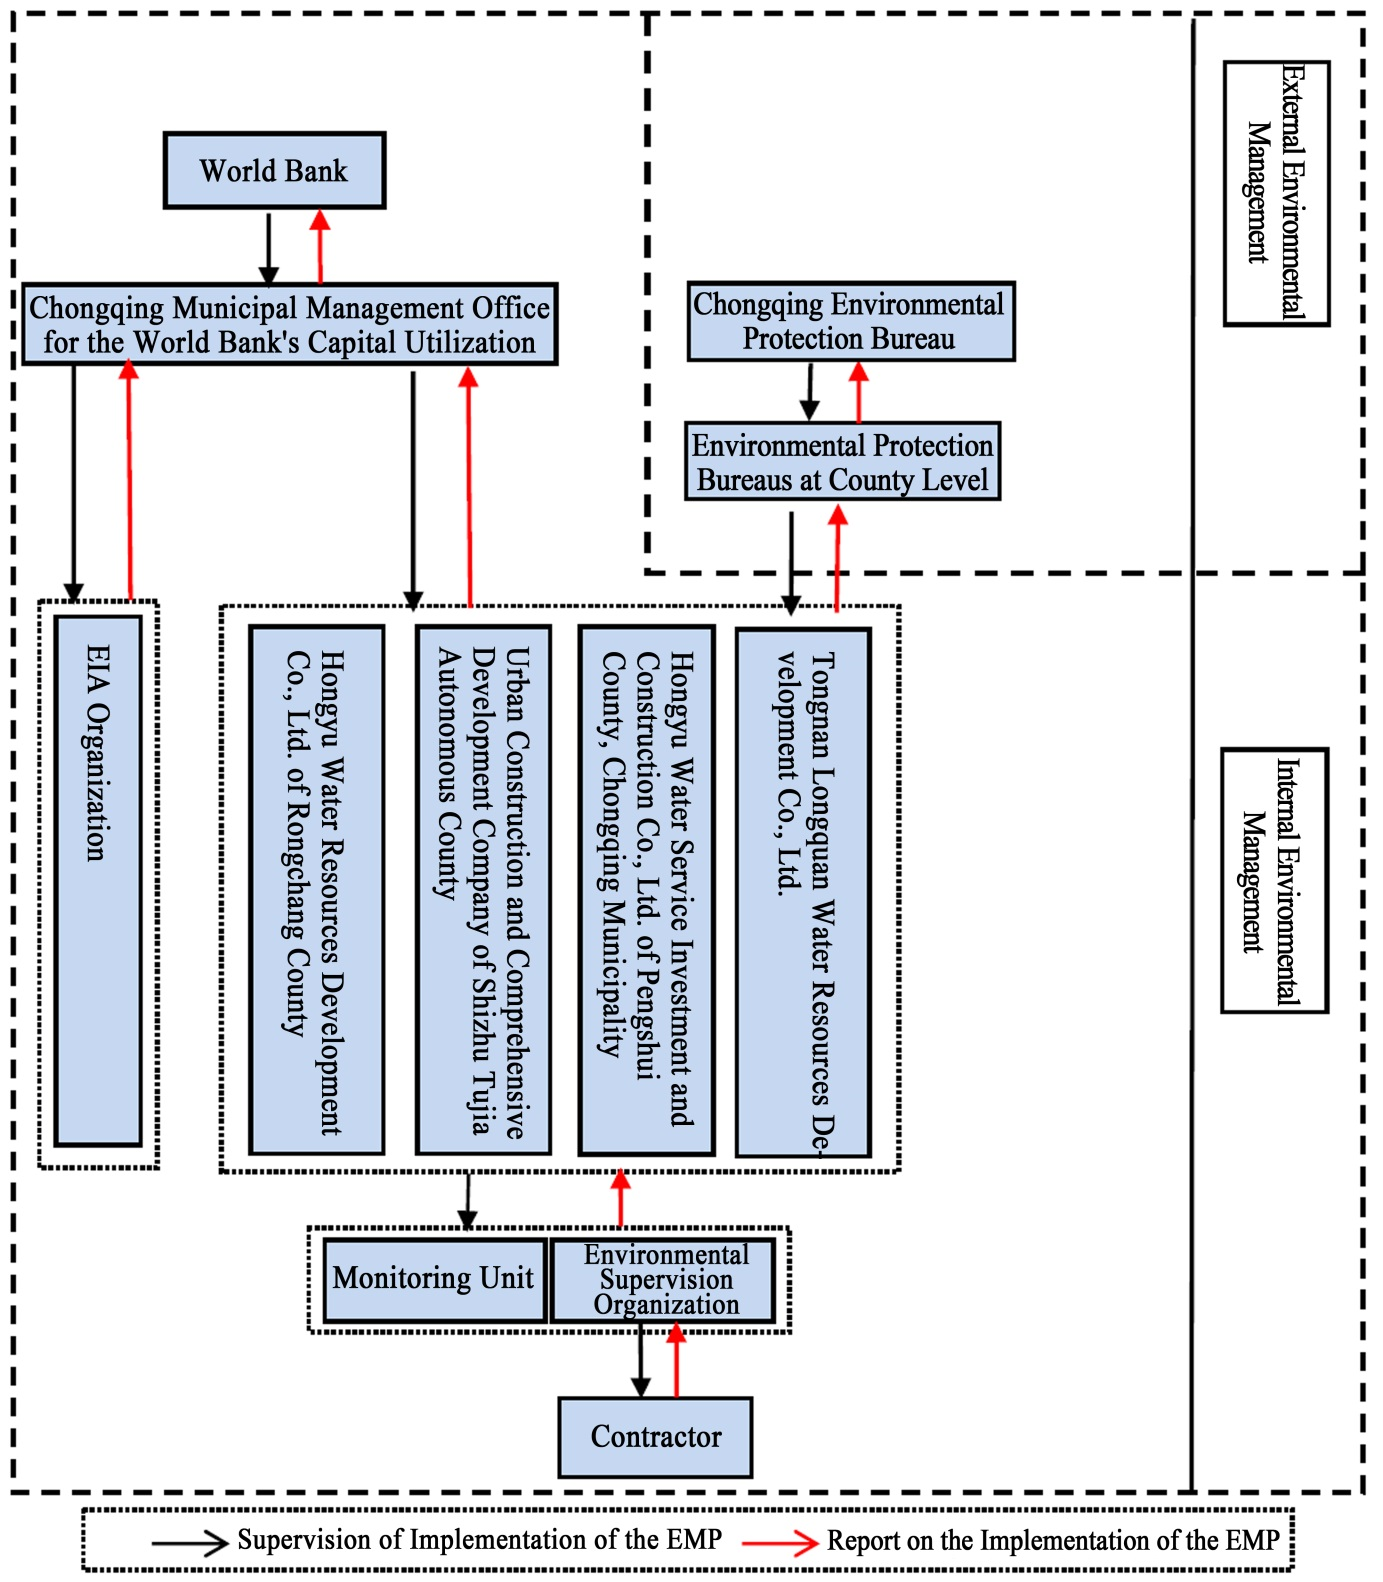 External Environmental
Management
World Bank
Chongqing Municipal Management Office
for the World Bank's Capital Utilization
Chongqing Environmental
Protection Bureau
Environmental Protection
Bureaus at County Level
EIA Organization
Hongyu Water Resources Development
Co., Ltd. of Rongchang County
Urban Construction and Comprehensive
Development Company of Shizhu Tujia
Autonomous County
Hongyu Water Service Investment and
Construction Co., Ltd. of Pengshui
County, Chongqing Municipality
Tongnan Longquan Water Resources De-
velopment Co., Ltd.
Internal Environmental
Management
Monitoring Unit
Environmental
Supervision
Organization
Contractor
Supervision of Implementation of the EMP
Report on the Implementation of the EMP